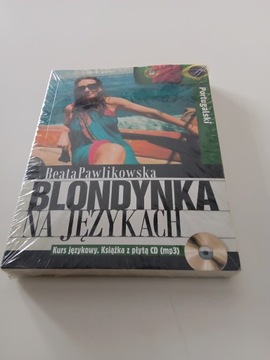 Portugalski
Beata Pawlikowska
BLONDYNKA
NA JĘZYKACH
Kurs językowy. Książka z płytą CD (mp3)